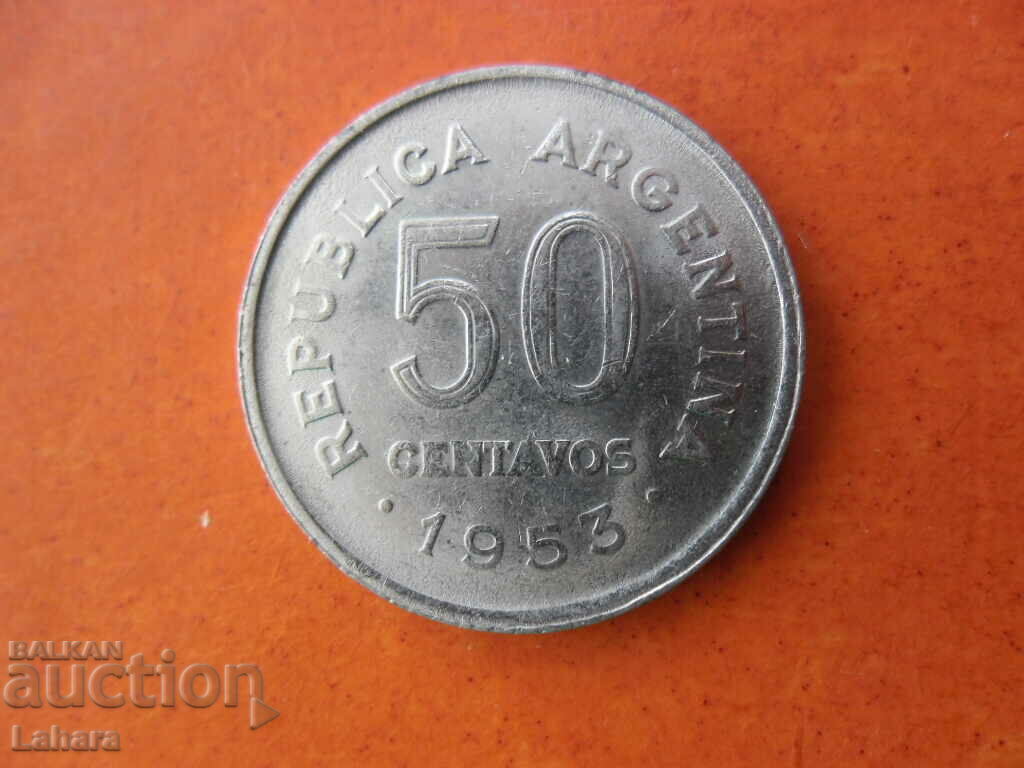 REPUBLICA ARGENTINA
50
CENTAVOS
· 1953 ·
BALKAN
auction
Lahara